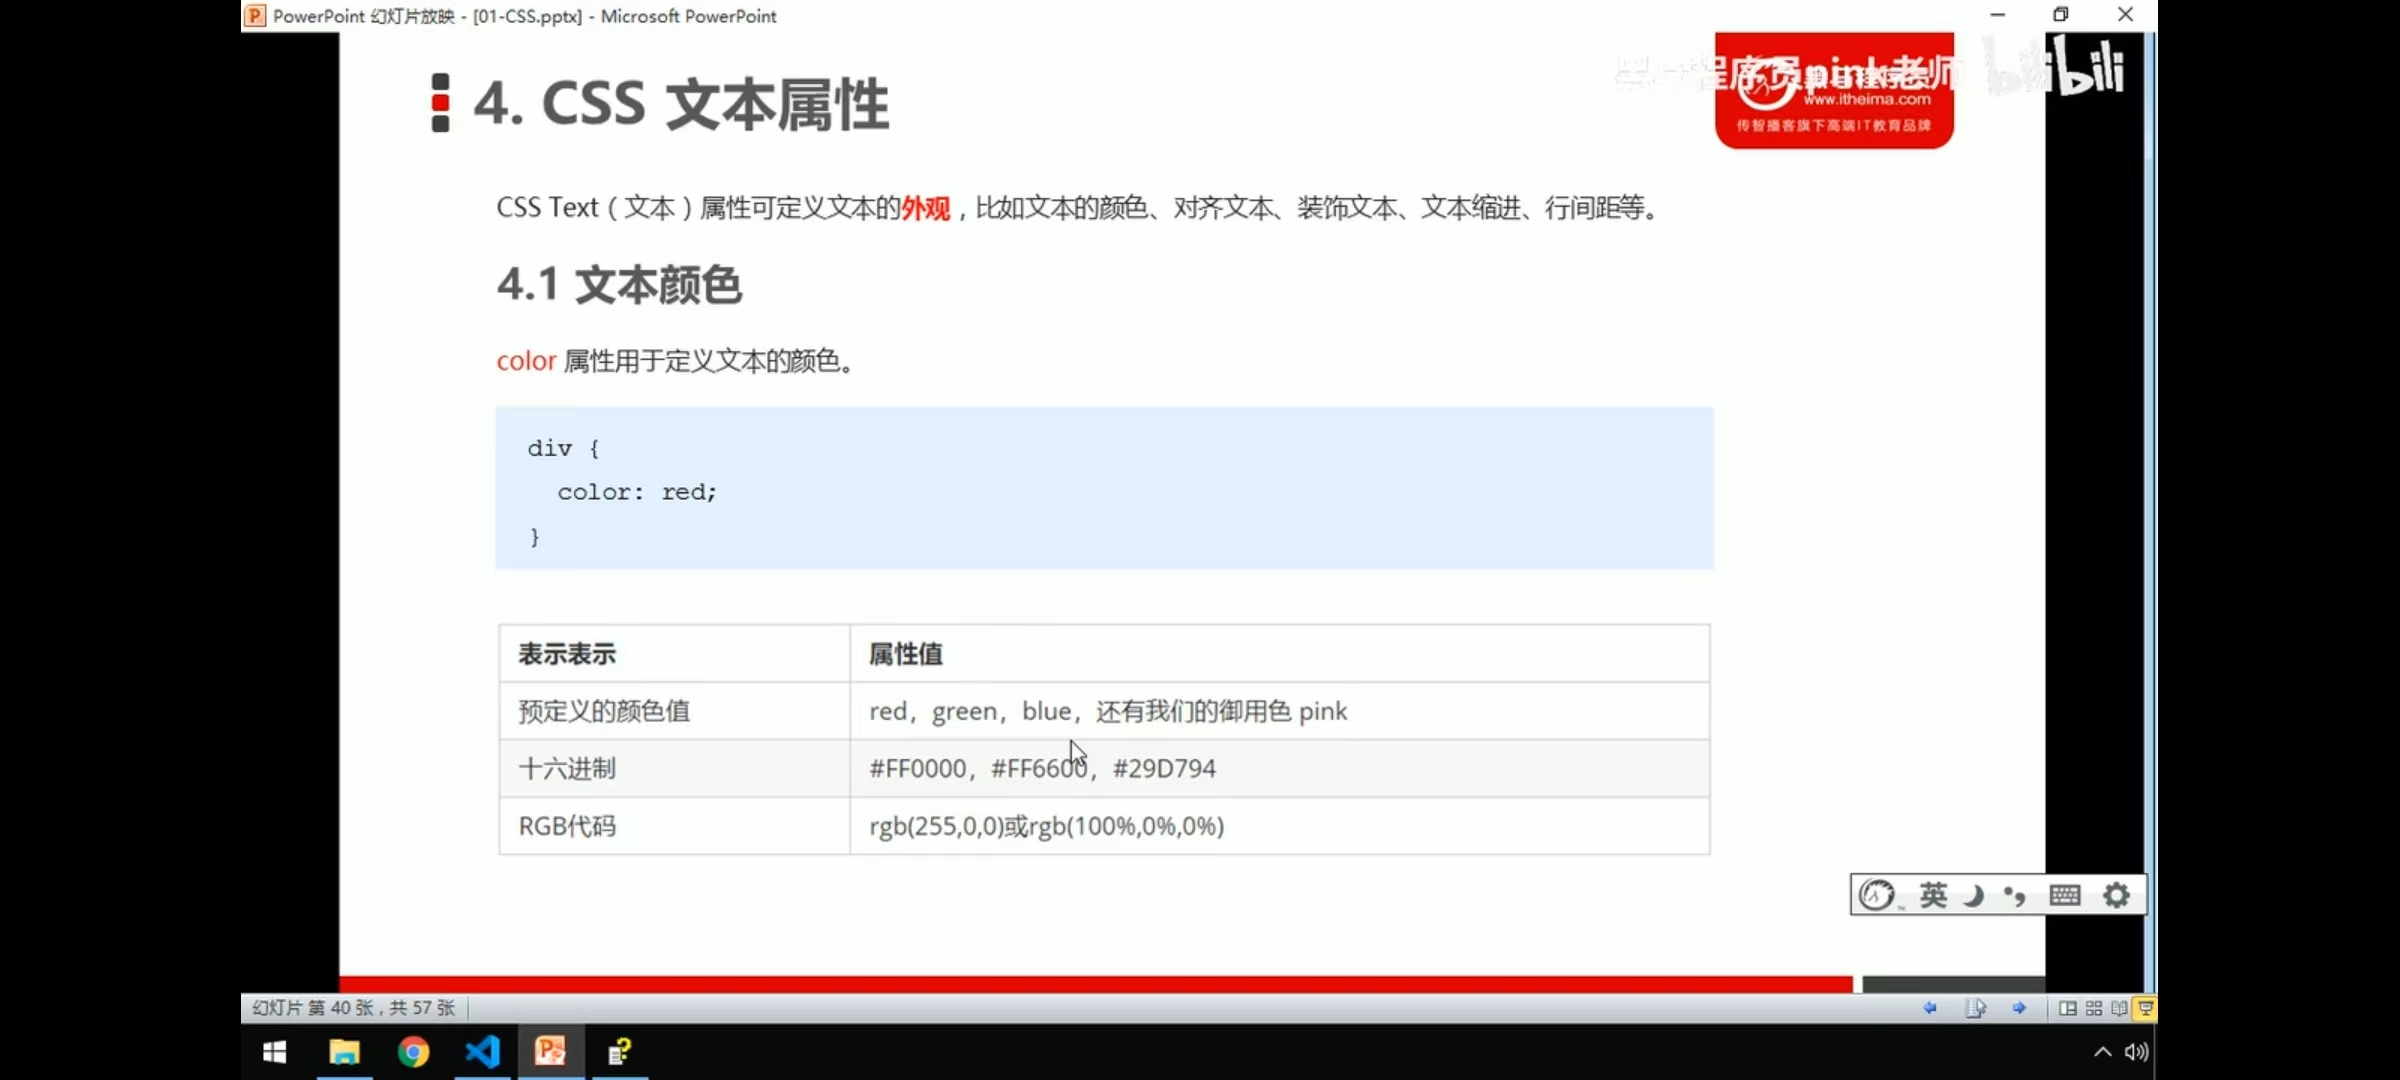 PowerPoint 幻灯片放映 - [01-CSS.pptx] - Microsoft PowerPoint
4. CSS 文本属性
程序员pink老师
bilibili
www.itheima.com
传智播客旗下高端IT教育品牌
CSS Text（文本）属性可定义文本的外观，比如文本的颜色、对齐文本、装饰文本、文本缩进、行间距等。
4.1 文本颜色
color 属性用于定义文本的颜色。
div {
color: red;
}
表示表示 属性值
预定义的颜色值 red，green，blue，还有我们的御用色 pink
十六进制 #FF0000，#FF6600，#29D794
RGB代码 rgb(255,0,0)或rgb(100%,0%,0%)
英
幻灯片 第 40 张，共 57 张